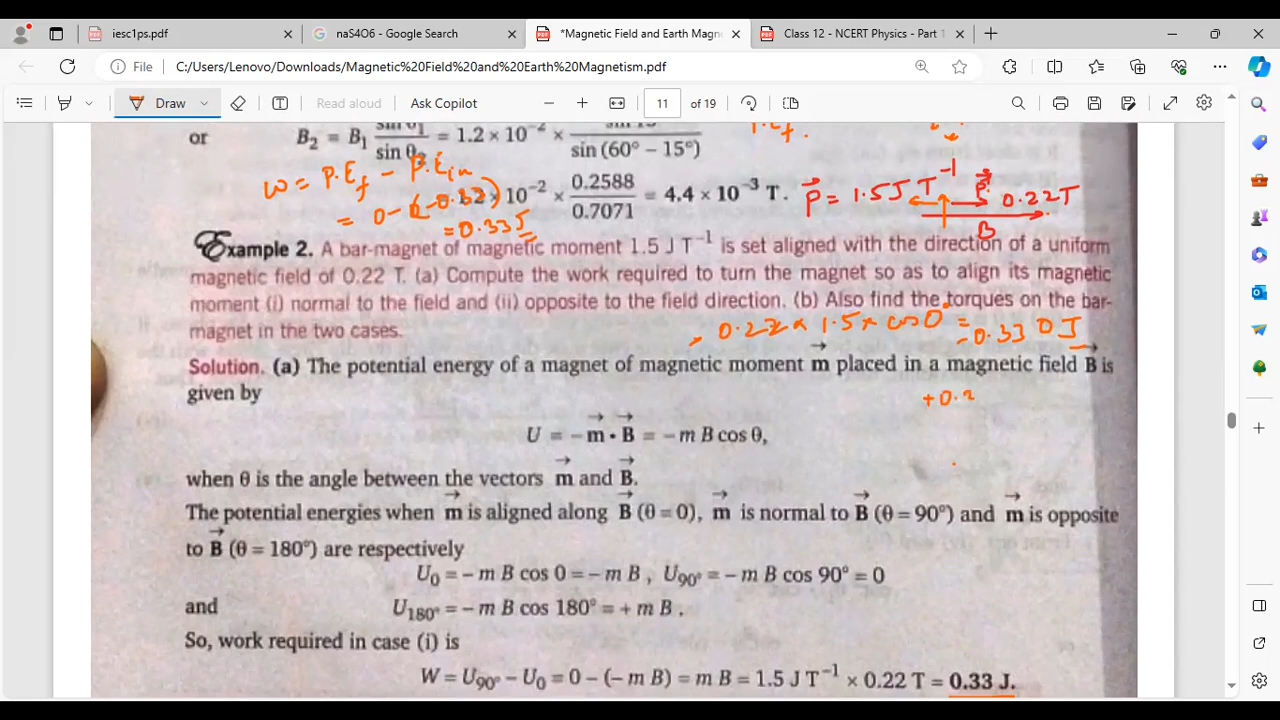 iesc1ps.pdf
naS4O6 - Google Search
*Magnetic Field and Earth Magn
Class 12 - NCERT Physics - Part 1
File
C:/Users/Lenovo/Downloads/Magnetic%20Field%20and%20Earth%20Magnetism.pdf
Draw
Read aloud
Ask Copilot
11 of 19
or B₂ = B₁ sin θ₁ / sin θ₂ = 1.2 × 10⁻² × sin 15° / sin (60° − 15°)
W = P.E_f − P.E_in
= 1.2 × 10⁻² × 0.2588 / 0.7071 = 4.4 × 10⁻³ T.
P⃗ = 1.5 J T⁻¹
0.22T
B
= 0 − (−0.33)
= 0.33J
Example 2. A bar-magnet of magnetic moment 1.5 J T⁻¹ is set aligned with the direction of a uniform
magnetic field of 0.22 T. (a) Compute the work required to turn the magnet so as to align its magnetic
moment (i) normal to the field and (ii) opposite to the field direction. (b) Also find the torques on the bar-
magnet in the two cases.
− 0.22 × 1.5 × cos 0 =
= 0.330 J
Solution. (a) The potential energy of a magnet of magnetic moment m⃗ placed in a magnetic field B⃗ is
given by
+0.2
U = − m⃗ · B⃗ = − m B cos θ,
when θ is the angle between the vectors m⃗ and B⃗.
The potential energies when m⃗ is aligned along B⃗ (θ = 0), m⃗ is normal to B⃗ (θ = 90°) and m⃗ is opposite
to B⃗ (θ = 180°) are respectively
U₀ = − m B cos 0 = − m B , U₉₀° = − m B cos 90° = 0
and U₁₈₀° = − m B cos 180° = + m B .
So, work required in case (i) is
W = U₉₀° − U₀ = 0 − (− m B) = m B = 1.5 J T⁻¹ × 0.22 T = 0.33 J.